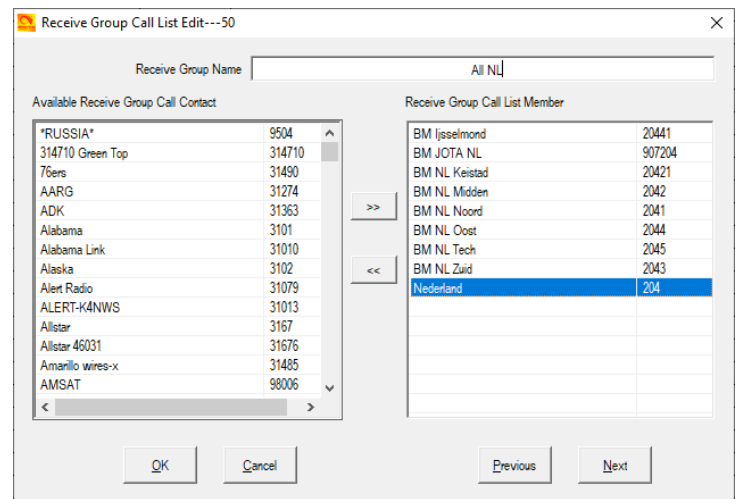 Receive Group Call List Edit---50
Receive Group Name All NL
Available Receive Group Call Contact
*RUSSIA* 9504
314710 Green Top 314710
76ers 31490
AARG 31274
ADK 31363
Alabama 3101
Alabama Link 31010
Alaska 3102
Alert Radio 31079
ALERT-K4NWS 31013
Allstar 3167
Allstar 46031 31676
Amarillo wires-x 31485
AMSAT 98006
>>
<<
Receive Group Call List Member
BM Ijsselmond 20441
BM JOTA NL 907204
BM NL Keistad 20421
BM NL Midden 2042
BM NL Noord 2041
BM NL Oost 2044
BM NL Tech 2045
BM NL Zuid 2043
Nederland 204
OK Cancel Previous Next